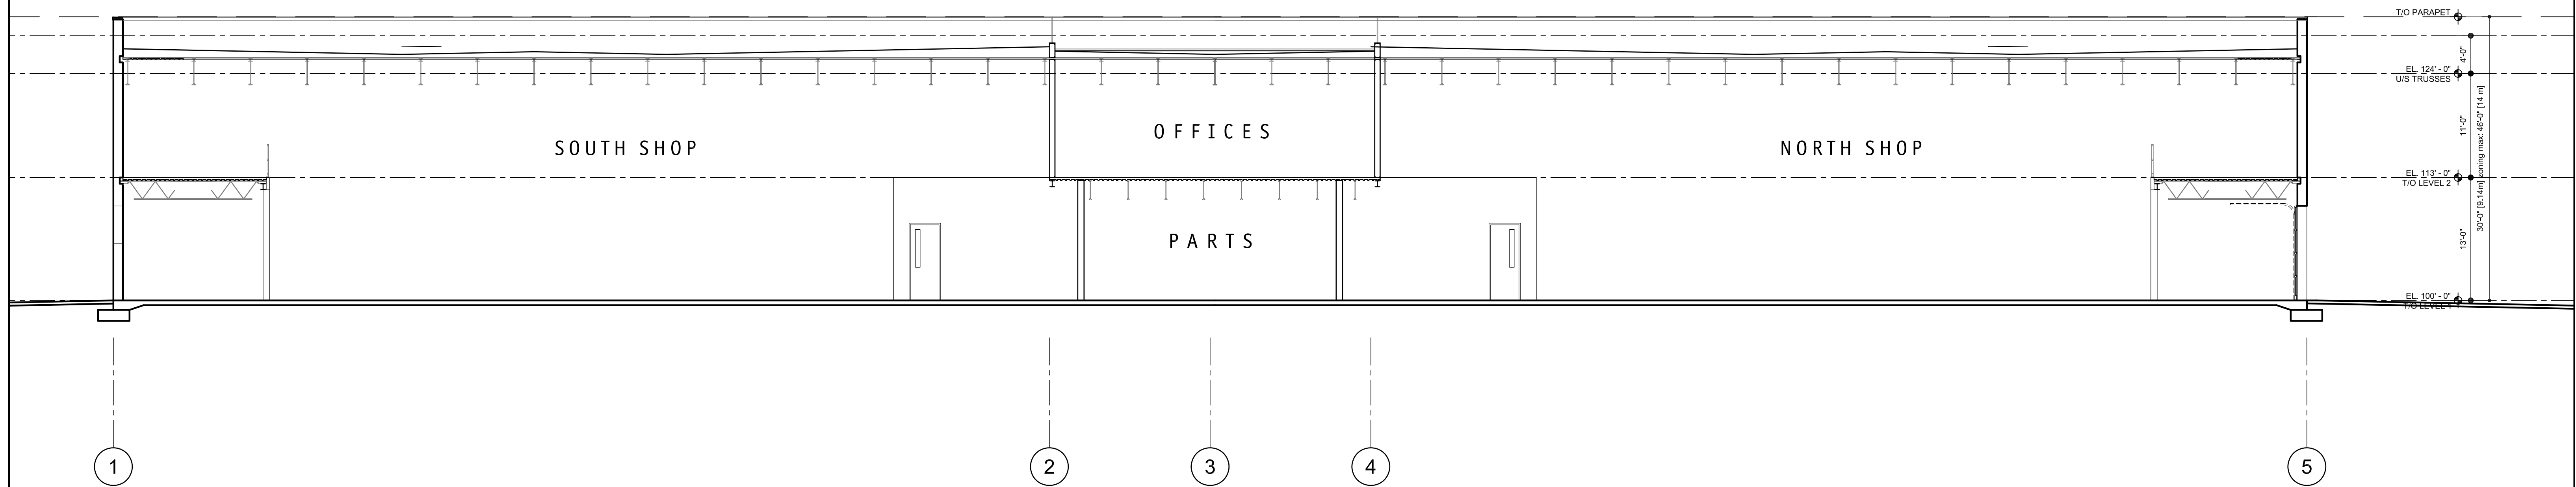 T/O PARAPET
4'-0"
EL. 124' - 0"
U/S TRUSSES
OFFICES
SOUTH SHOP
NORTH SHOP
11'-0"
30'-0" [9.14m] zoning max: 46'-0" [14 m]
EL. 113' - 0"
T/O LEVEL 2
PARTS
13'-0"
EL. 100' - 0"
T/O LEVEL 1
1
2
3
4
5